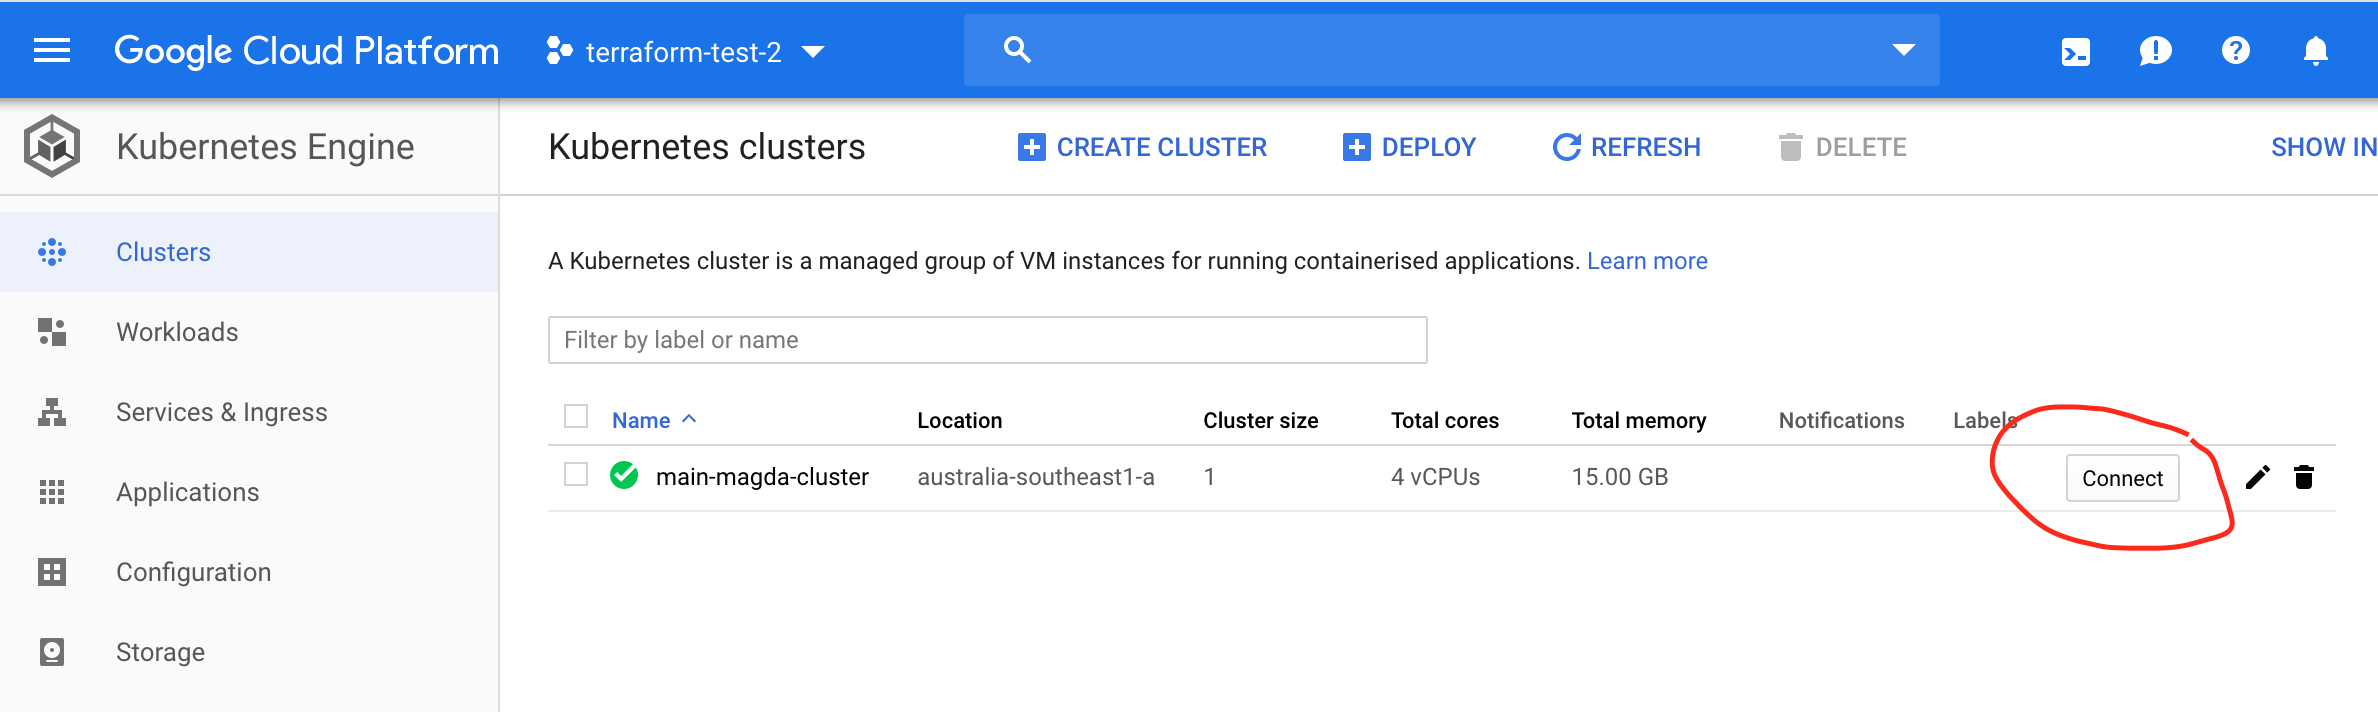 Google Cloud Platform terraform-test-2
Kubernetes Engine
Kubernetes clusters CREATE CLUSTER DEPLOY REFRESH DELETE SHOW IN
Clusters
Workloads
Services & Ingress
Applications
Configuration
Storage
A Kubernetes cluster is a managed group of VM instances for running containerised applications. Learn more
Filter by label or name
Name Location Cluster size Total cores Total memory Notifications Labels
main-magda-cluster australia-southeast1-a 1 4 vCPUs 15.00 GB Connect